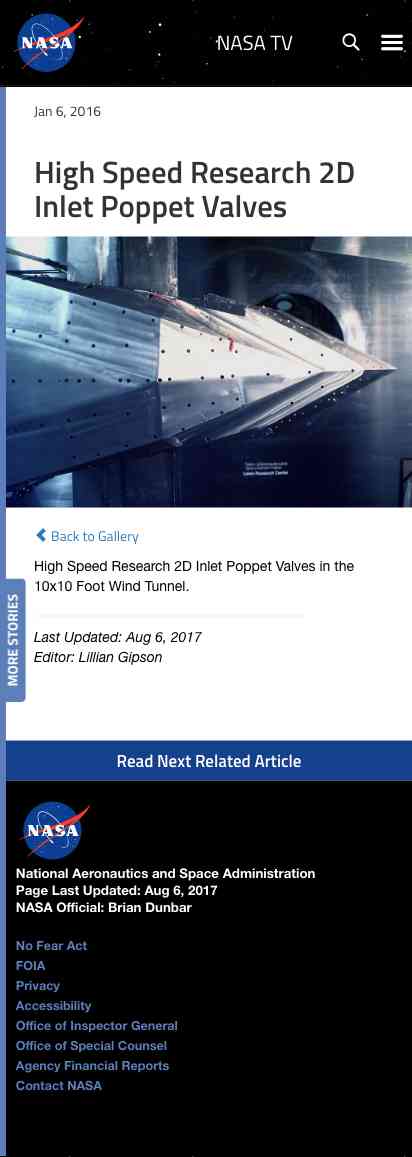 NASA
NASA TV
Jan 6, 2016
High Speed Research 2D
Inlet Poppet Valves
Lewis Research Center
Back to Gallery
High Speed Research 2D Inlet Poppet Valves in the
10x10 Foot Wind Tunnel.
MORE STORIES
Last Updated: Aug 6, 2017
Editor: Lillian Gipson
Read Next Related Article
NASA
National Aeronautics and Space Administration
Page Last Updated: Aug 6, 2017
NASA Official: Brian Dunbar
No Fear Act
FOIA
Privacy
Accessibility
Office of Inspector General
Office of Special Counsel
Agency Financial Reports
Contact NASA